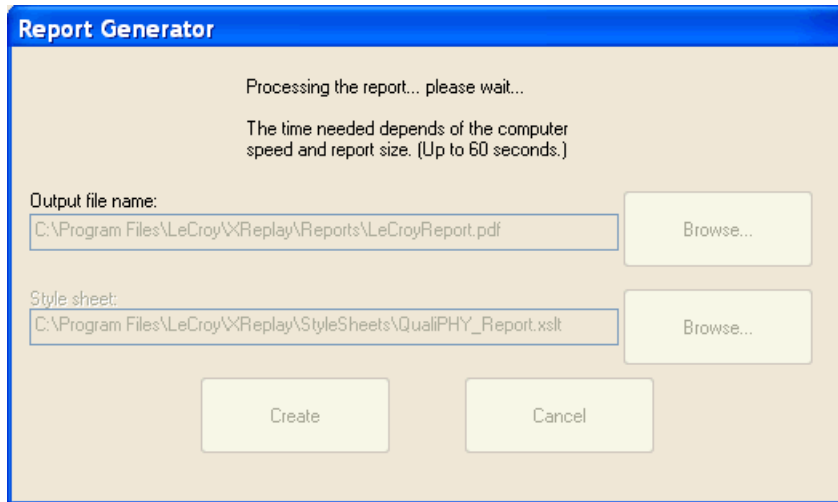 Report Generator
Processing the report... please wait...
The time needed depends of the computer
speed and report size. (Up to 60 seconds.)
Output file name:
C:\Program Files\LeCroy\XReplay\Reports\LeCroyReport.pdf
Browse...
Style sheet:
C:\Program Files\LeCroy\XReplay\StyleSheets\QualiPHY_Report.xslt
Browse...
Create
Cancel